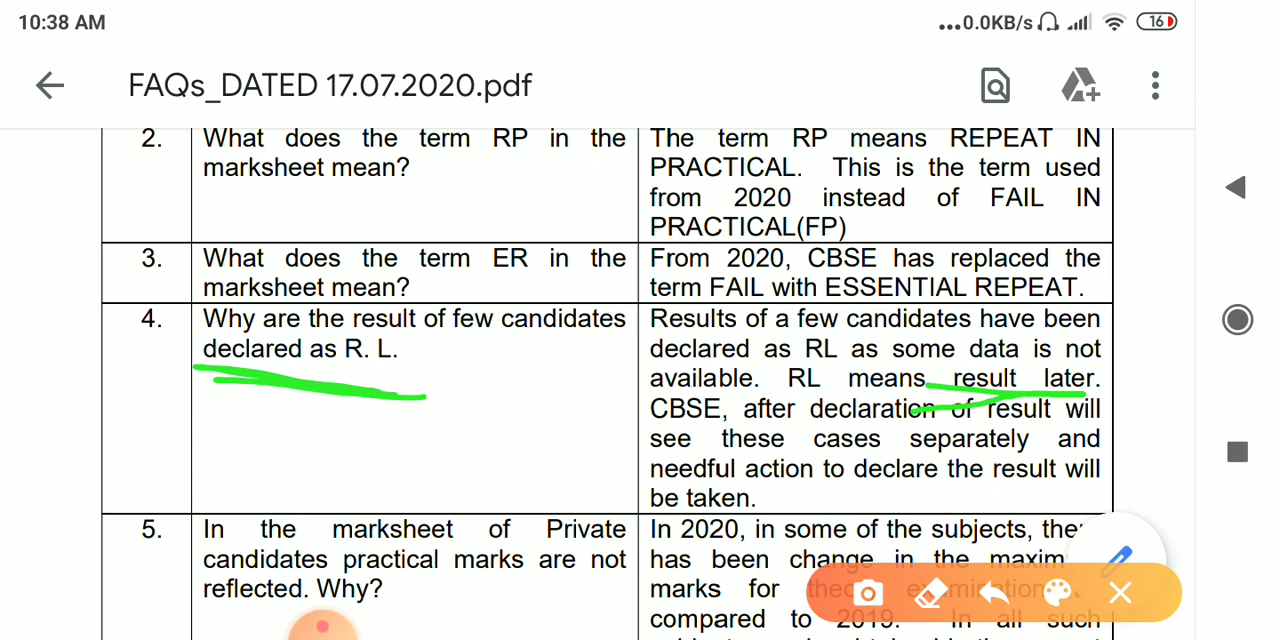 10:38 AM
...0.0KB/s
16
FAQs_DATED 17.07.2020.pdf
2.
What does the term RP in the
marksheet mean?
The term RP means REPEAT IN
PRACTICAL. This is the term used
from 2020 instead of FAIL IN
PRACTICAL(FP)
3.
What does the term ER in the
marksheet mean?
From 2020, CBSE has replaced the
term FAIL with ESSENTIAL REPEAT.
4.
Why are the result of few candidates
declared as R. L.
Results of a few candidates have been
declared as RL as some data is not
available. RL means result later.
CBSE, after declaration of result will
see these cases separately and
needful action to declare the result will
be taken.
5.
In the marksheet of Private
candidates practical marks are not
reflected. Why?
In 2020, in some of the subjects,
has been change in the
marks for
compared to 2019. In all such